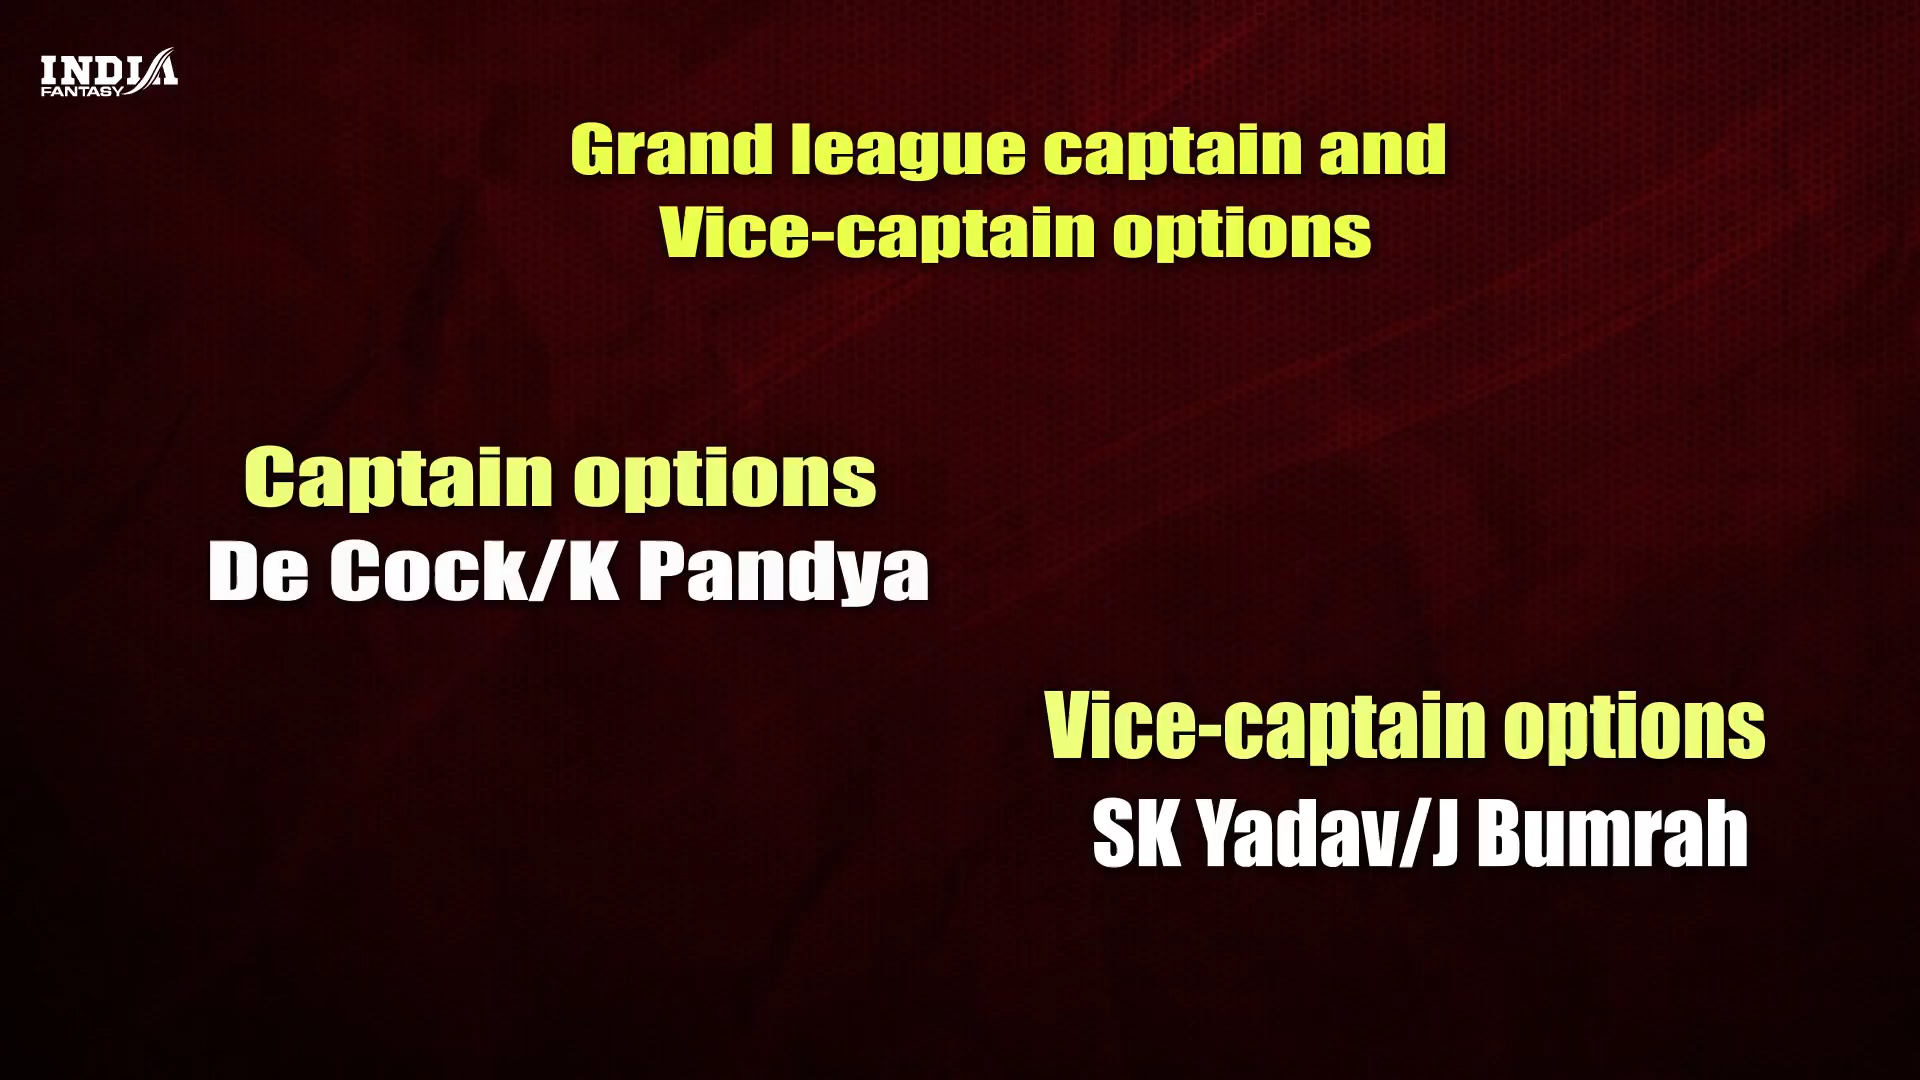 INDIA
FANTASY
Grand league captain and
Vice-captain options
Captain options
De Cock/K Pandya
Vice-captain options
SK Yadav/J Bumrah